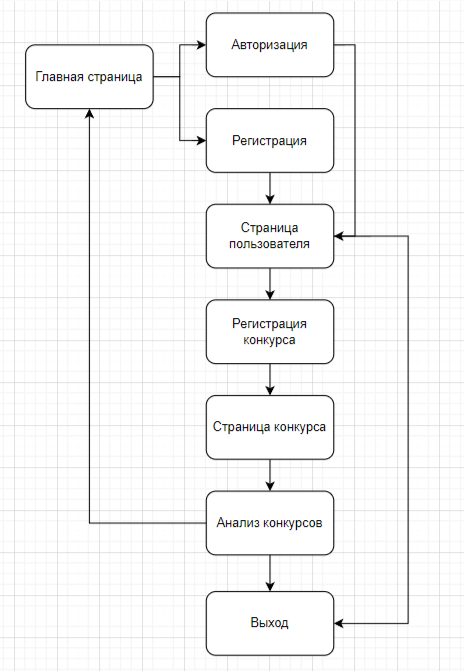 Главная страница
Авторизация
Регистрация
Страница
пользователя
Регистрация
конкурса
Страница конкурса
Анализ конкурсов
Выход